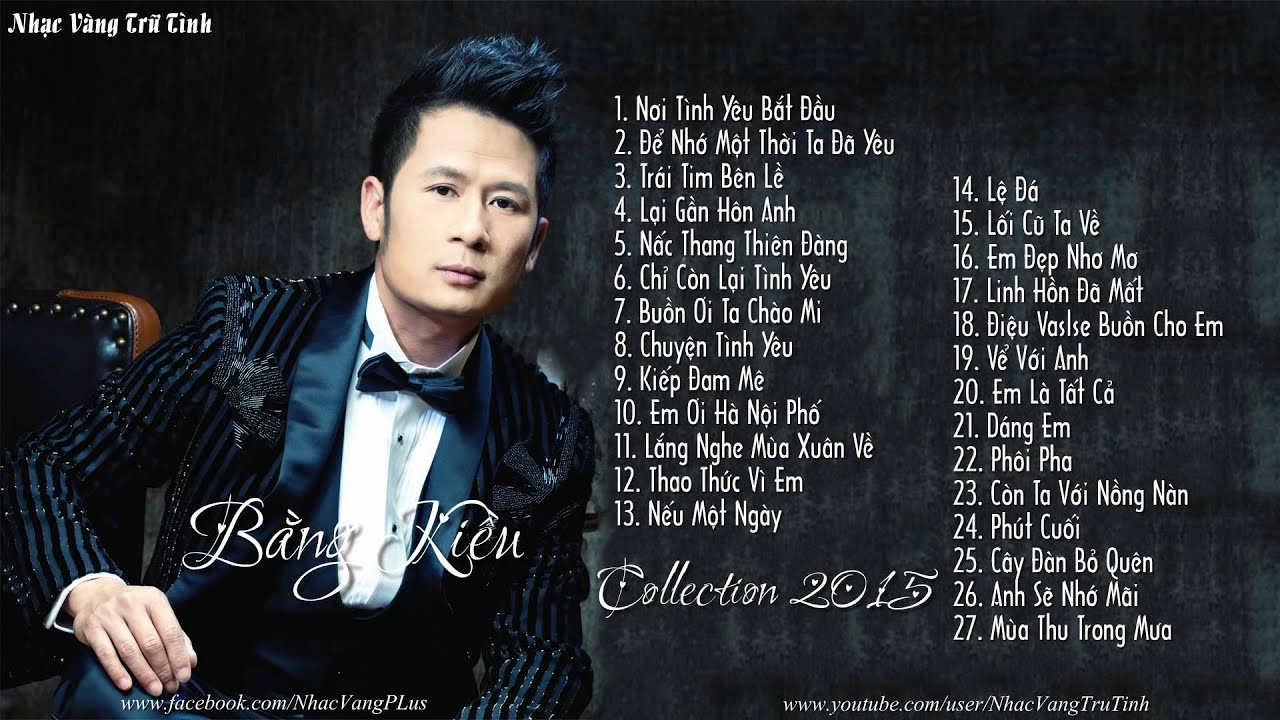 Nhạc Vàng Trữ Tình
1. Nơi Tình Yêu Bắt Đầu
2. Để Nhớ Một Thời Ta Đã Yêu
3. Trái Tim Bên Lề
4. Lại Gần Hôn Anh
5. Nấc Thang Thiên Đàng
6. Chỉ Còn Lại Tình Yêu
7. Buồn Ơi Ta Chào Mi
8. Chuyện Tình Yêu
9. Kiếp Đam Mê
10. Em Ơi Hà Nội Phố
11. Lắng Nghe Mùa Xuân Về
12. Thao Thức Vì Em
13. Nếu Một Ngày
14. Lệ Đá
15. Lối Cũ Ta Về
16. Em Đẹp Nhơ Mơ
17. Linh Hồn Đã Mất
18. Điệu Vaslse Buồn Cho Em
19. Vể Với Anh
20. Em Là Tất Cả
21. Dáng Em
22. Phôi Pha
23. Còn Ta Với Nồng Nàn
24. Phút Cuối
25. Cây Đàn Bỏ Quên
26. Anh Sẽ Nhớ Mãi
27. Mùa Thu Trong Mưa
Bằng Kiều
Collection 2015
www.facebook.com/NhacVangPLus
www.youtube.com/user/NhacVangTruTinh